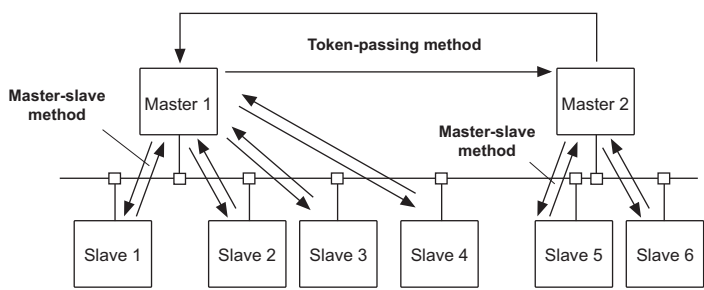 Token-passing method
Master-slave
method
Master 1
Master 2
Master-slave
method
Slave 1
Slave 2
Slave 3
Slave 4
Slave 5
Slave 6